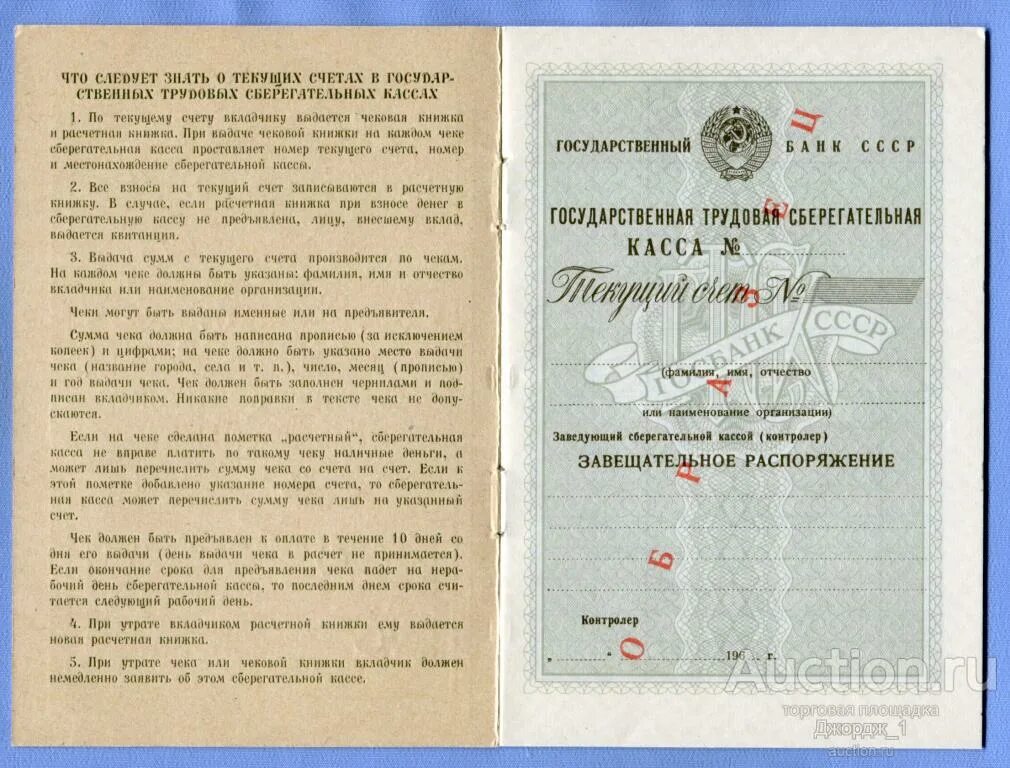 ЧТО СЛЕДУЕТ ЗНАТЬ О ТЕКУЩИХ СЧЕТАХ В ГОСУДАР-
СТВЕННЫХ ТРУДОВЫХ СБЕРЕГАТЕЛЬНЫХ КАССАХ
1. По текущему счету вкладчику выдается чековая книжка
и расчетная книжка. При выдаче чековой книжки на каждом чеке
сберегательная касса проставляет номер текущего счета, номер
и местонахождение сберегательной кассы.
2. Все взносы на текущий счет записываются в расчетную
книжку. В случае, если расчетная книжка при взносе денег в
сберегательную кассу не предъявлена, лицу, внесшему вклад,
выдается квитанция.
3. Выдача сумм с текущего счета производится по чекам.
На каждом чеке должны быть указаны: фамилия, имя и отчество
вкладчика или наименование организации.
Чеки могут быть выданы именные или на предъявителя.
Сумма чека должна быть написана прописью (за исключением
копеек) и цифрами; на чеке должно быть указано место выдачи
чека (название города, села и т. п.), число, месяц (прописью)
и год выдачи чека. Чек должен быть заполнен чернилами и под-
писан вкладчиком. Никакие поправки в тексте чека не допу-
скаются.
Если на чеке сделана пометка „расчетный", сберегательная
касса не вправе платить по такому чеку наличные деньги, а
может лишь перечислить сумму чека со счета на счет. Если к
этой пометке добавлено указание номера счета, то сберегатель-
ная касса может перечислить сумму чека лишь на указанный
счет.
Чек должен быть предъявлен к оплате в течение 10 дней со
дня его выдачи (день выдачи чека в расчет не принимается).
Если окончание срока для предъявления чека падет на нера-
бочий день сберегательной кассы, то последним днем срока счи-
тается следующий рабочий день.
4. При утрате вкладчиком расчетной книжки ему выдается
новая расчетная книжка.
5. При утрате чека или чековой книжки вкладчик должен
немедленно заявить об этом сберегательной кассе.
ГОСУДАРСТВЕННЫЙ БАНК СССР
ГОСУДАРСТВЕННАЯ ТРУДОВАЯ СБЕРЕГАТЕЛЬНАЯ
КАССА №
Текущий счет №
ГОСБАНК СССР
(фамилия, имя, отчество
или наименование организации)
Заведующий сберегательной кассой (контролер)
ЗАВЕЩАТЕЛЬНОЕ РАСПОРЯЖЕНИЕ
Контролер
„ “ 196 г.
ОБРАЗЕЦ
Auction.ru
торговая площадка
Джордж_1
auction.ru